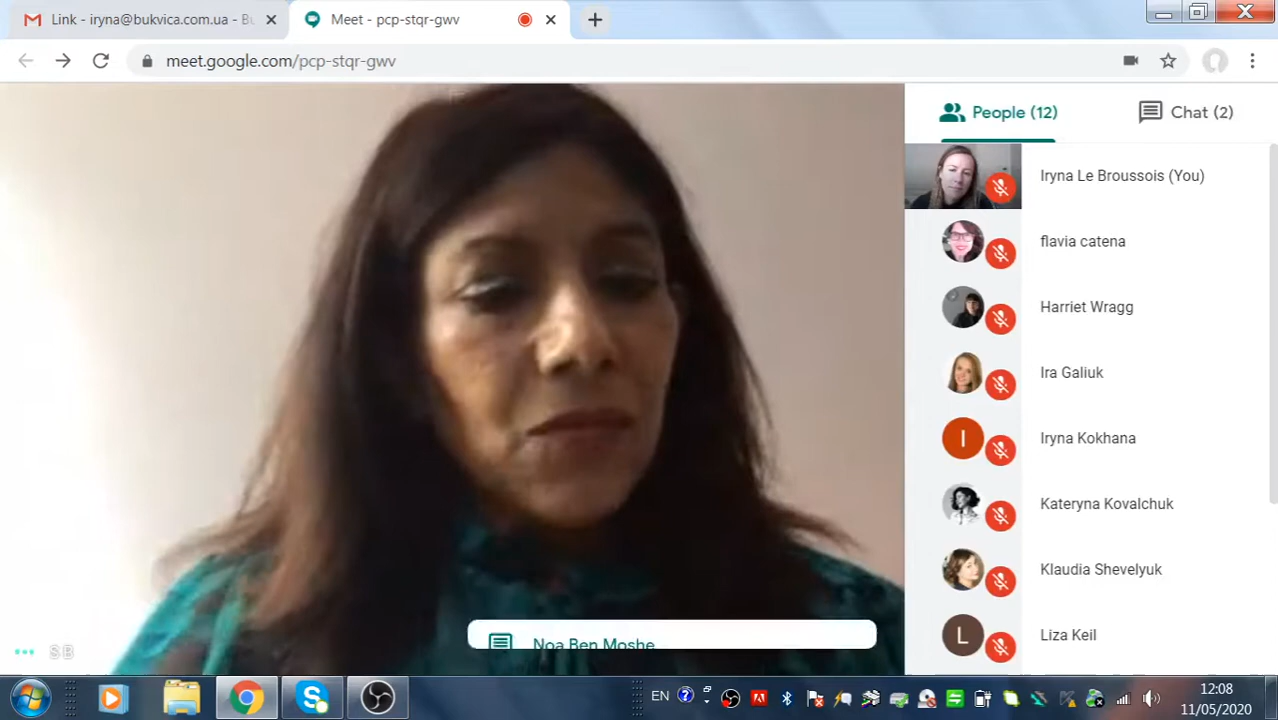 Link - iryna@bukvica.com.ua - Bu
Meet - pcp-stqr-gwv
meet.google.com/pcp-stqr-gwv
People (12)
Chat (2)
Iryna Le Broussois (You)
flavia catena
Harriet Wragg
Ira Galiuk
I
Iryna Kokhana
Kateryna Kovalchuk
Klaudia Shevelyuk
L
Liza Keil
Noa Ben Moshe
S B
EN
12:08
11/05/2020